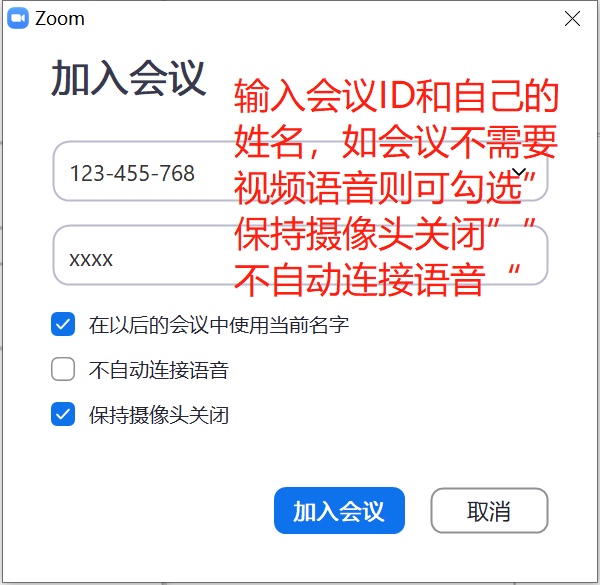 Zoom
加入会议
输入会议ID和自己的
姓名，如会议不需要
视频语音则可勾选”
保持摄像头关闭”“
不自动连接语音“
123-455-768
xxxx
在以后的会议中使用当前名字
不自动连接语音
保持摄像头关闭
加入会议
取消